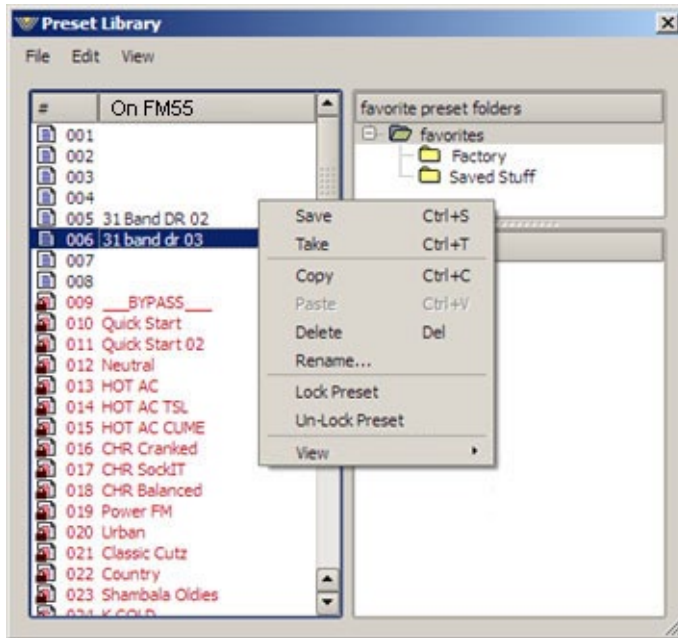 Preset Library
File Edit View
# On FM55
001
002
003
004
005 31 Band DR 02
006 31 band dr 03
007
008
009 ___BYPASS___
010 Quick Start
011 Quick Start 02
012 Neutral
013 HOT AC
014 HOT AC TSL
015 HOT AC CUME
016 CHR Cranked
017 CHR SockIT
018 CHR Balanced
019 Power FM
020 Urban
021 Classic Cutz
022 Country
023 Shambala Oldies
024 K GOLD
favorite preset folders
favorites
Factory
Saved Stuff
Save Ctrl+S
Take Ctrl+T
Copy Ctrl+C
Paste Ctrl+V
Delete Del
Rename...
Lock Preset
Un-Lock Preset
View